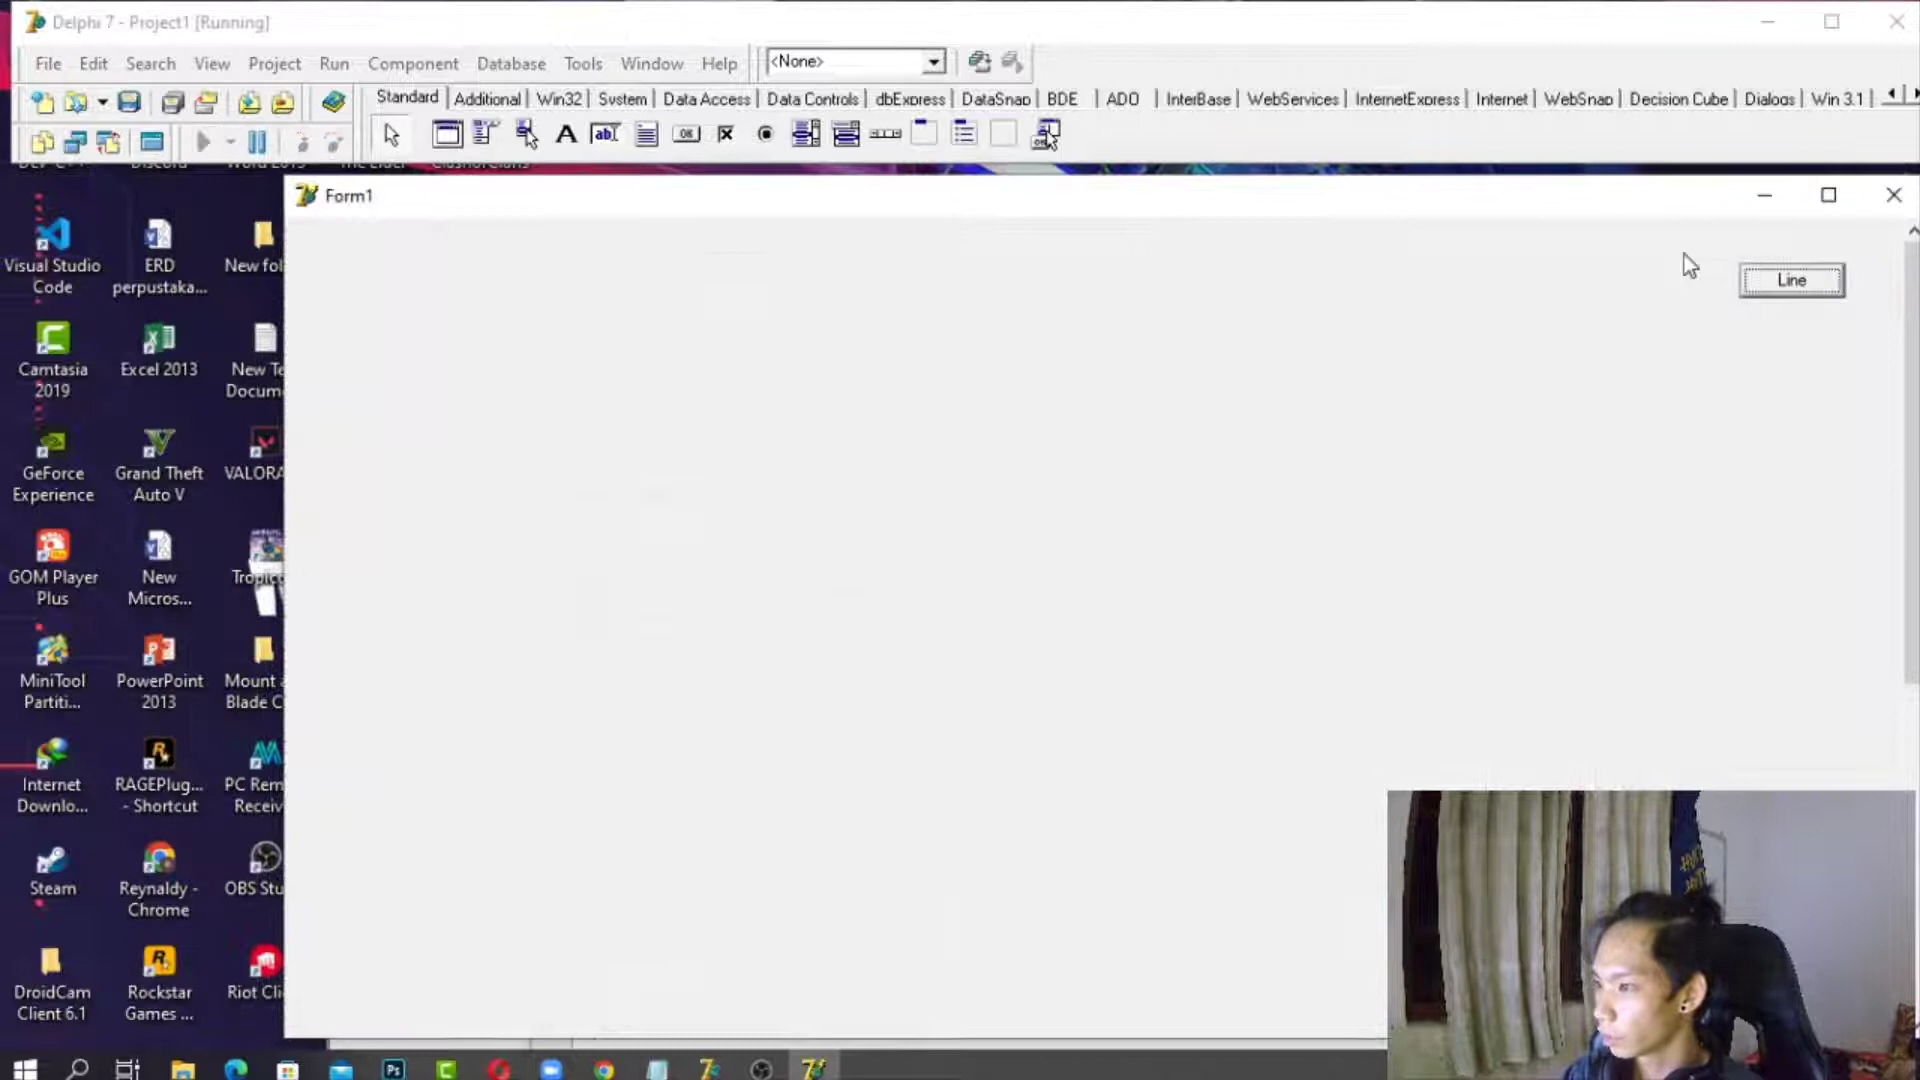 Delphi 7 - Project1 [Running]
File Edit Search View Project Run Component Database Tools Window Help <None>
Standard Additional Win32 System Data Access Data Controls dbExpress DataSnap BDE ADO InterBase WebServices InternetExpress Internet WebSnap Decision Cube Dialogs Win 3.1
Form1
Line
Visual Studio Code
ERD perpustaka...
New fol
Camtasia 2019
Excel 2013
New Te Docum
GeForce Experience
Grand Theft Auto V
VALORA
GOM Player Plus
New Micros...
Tropico
MiniTool Partiti...
PowerPoint 2013
Mount Blade C
Internet Downlo...
RAGEPlug... - Shortcut
PC Rem Receiv
Steam
Reynaldy - Chrome
OBS Stu
DroidCam Client 6.1
Rockstar Games ...
Riot Cli